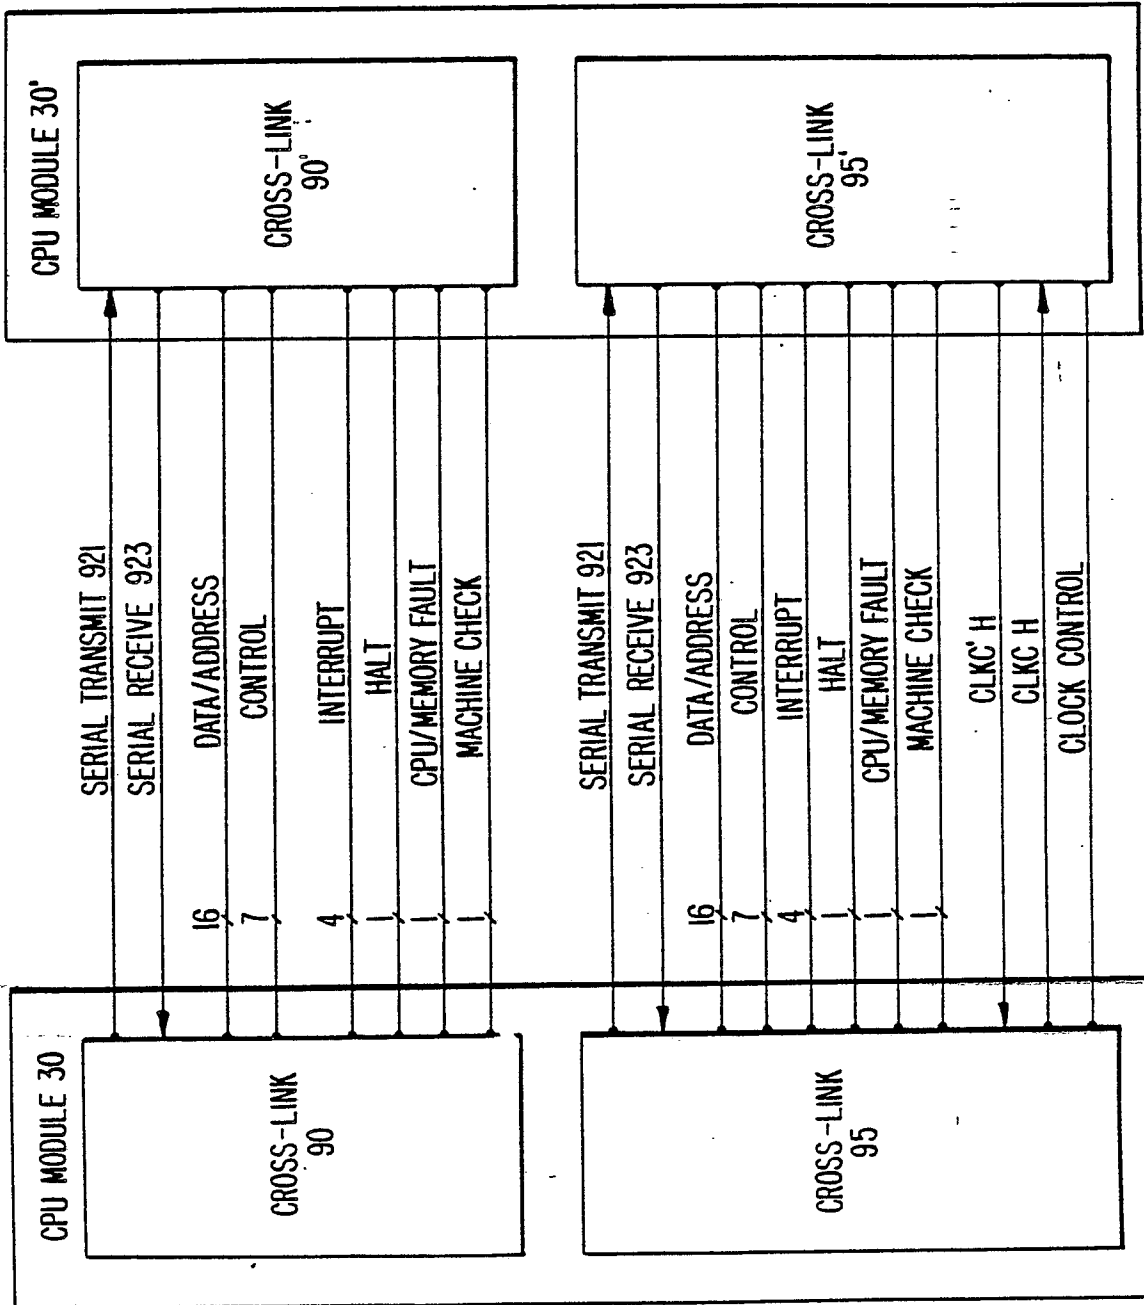 CPU MODULE 30
CROSS-LINK
90
CROSS-LINK
95
SERIAL TRANSMIT 921
SERIAL RECEIVE 923
16 DATA/ADDRESS
7 CONTROL
4 INTERRUPT
1 HALT
1 CPU/MEMORY FAULT
1 MACHINE CHECK
SERIAL TRANSMIT 921
SERIAL RECEIVE 923
16 DATA/ADDRESS
7 CONTROL
4 INTERRUPT
1 HALT
1 CPU/MEMORY FAULT
1 MACHINE CHECK
CLKC' H
CLKC H
CLOCK CONTROL
CPU MODULE 30'
CROSS-LINK
90'
CROSS-LINK
95'